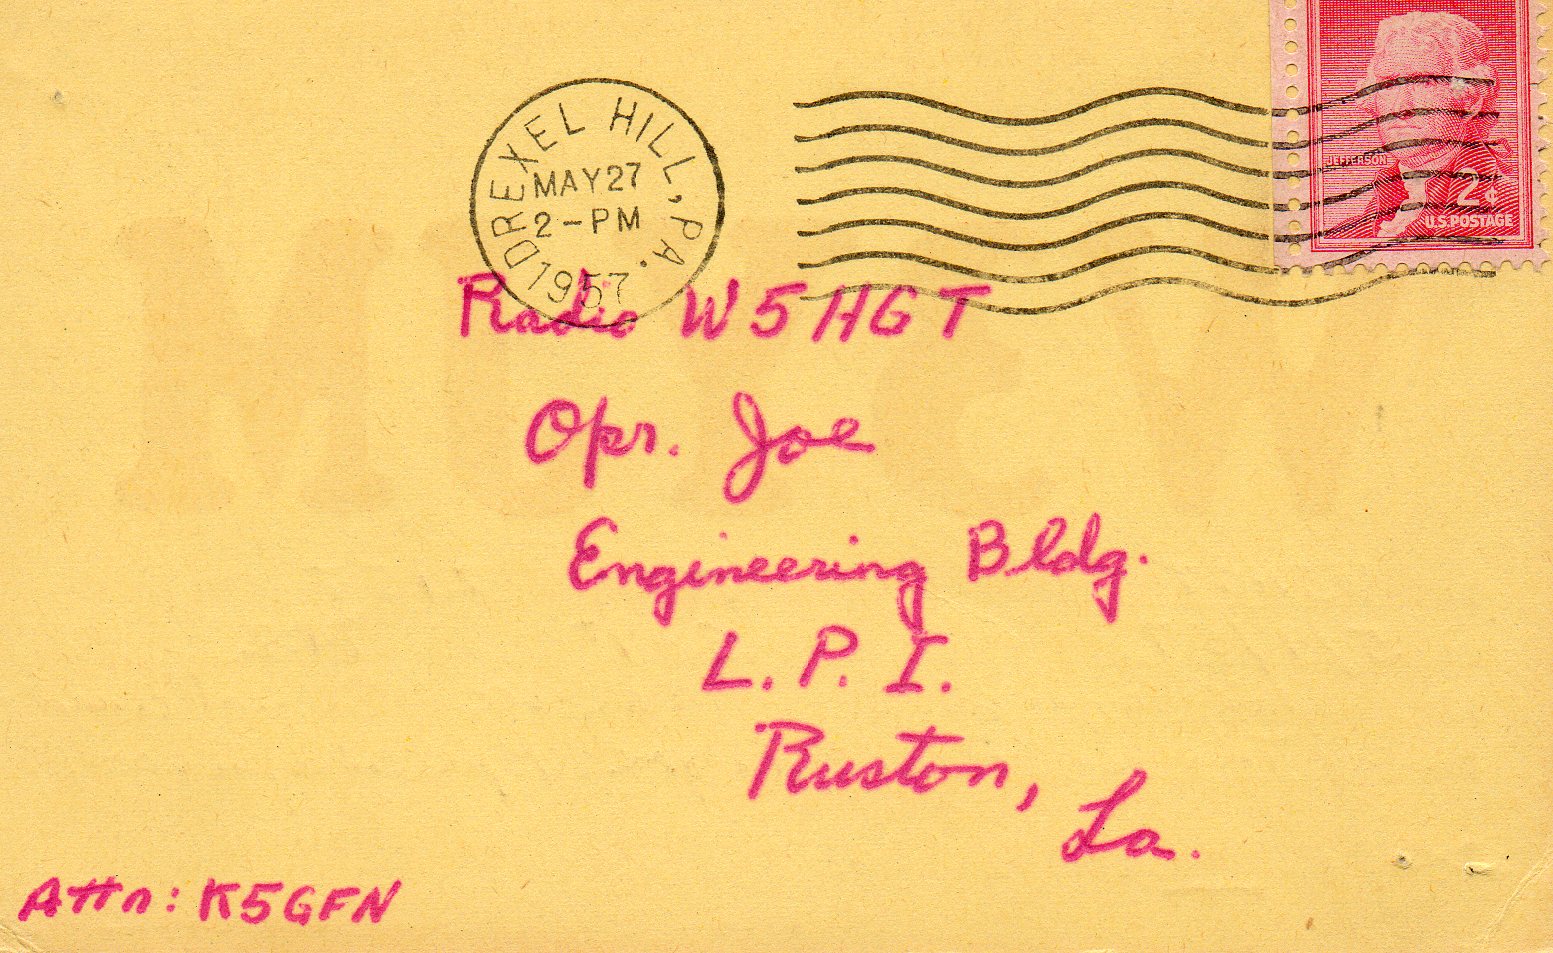 DREXEL HILL, PA.
MAY 27
2-PM
1957
JEFFERSON
2¢
U.S. POSTAGE
Radio W5HGT
Opr. Joe
Engineering Bldg.
L. P. I.
Ruston, La.
Attn: K5GFN